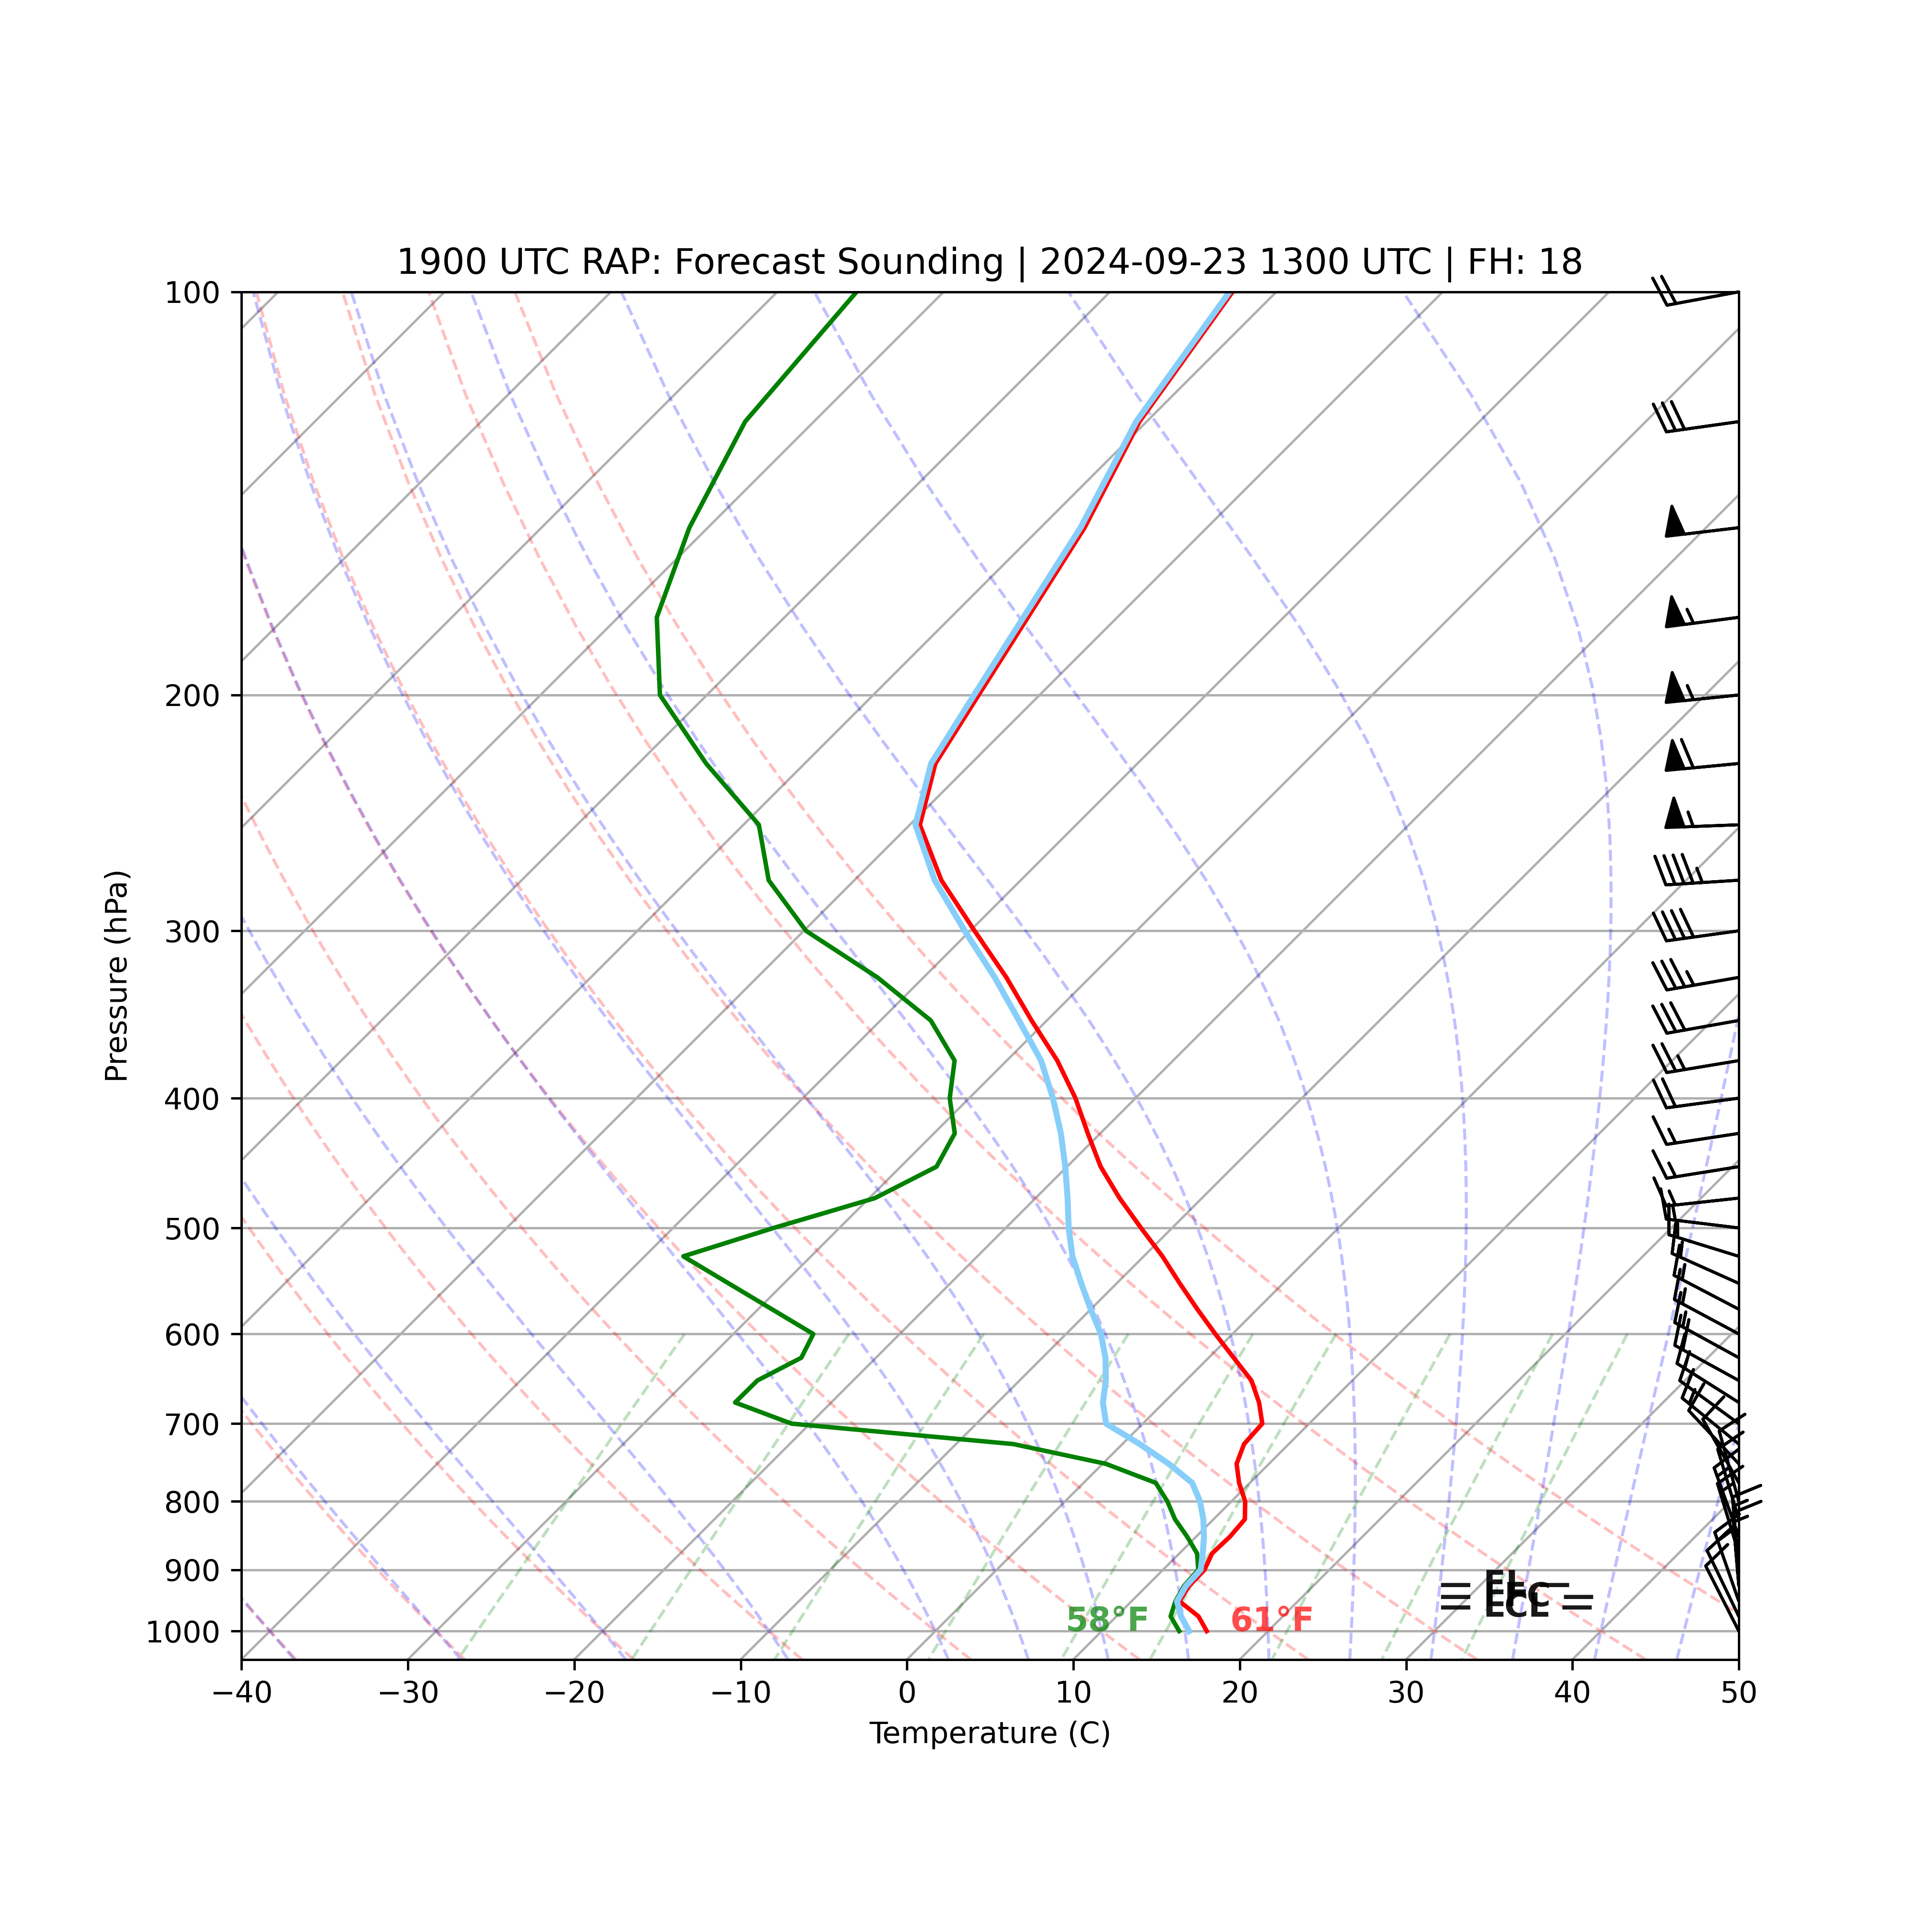 1900 UTC RAP: Forecast Sounding | 2024-09-23 1300 UTC | FH: 18
100
200
300
400
500
600
700
800
900
1000
Pressure (hPa)
58°F 61°F
−40 −30 −20 −10 0 10 20 30 40 50
Temperature (C)